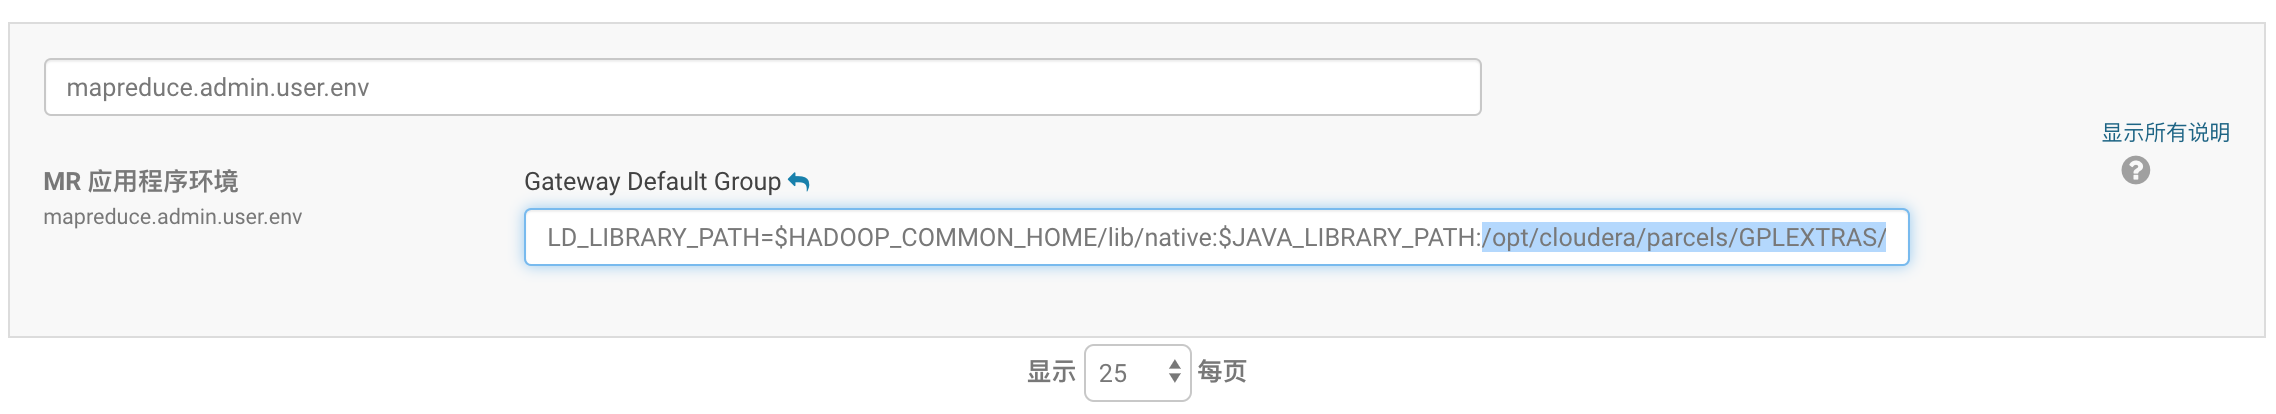 mapreduce.admin.user.env
显示所有说明
MR 应用程序环境
Gateway Default Group
mapreduce.admin.user.env
LD_LIBRARY_PATH=$HADOOP_COMMON_HOME/lib/native:$JAVA_LIBRARY_PATH:/opt/cloudera/parcels/GPLEXTRAS/
显示 25 每页